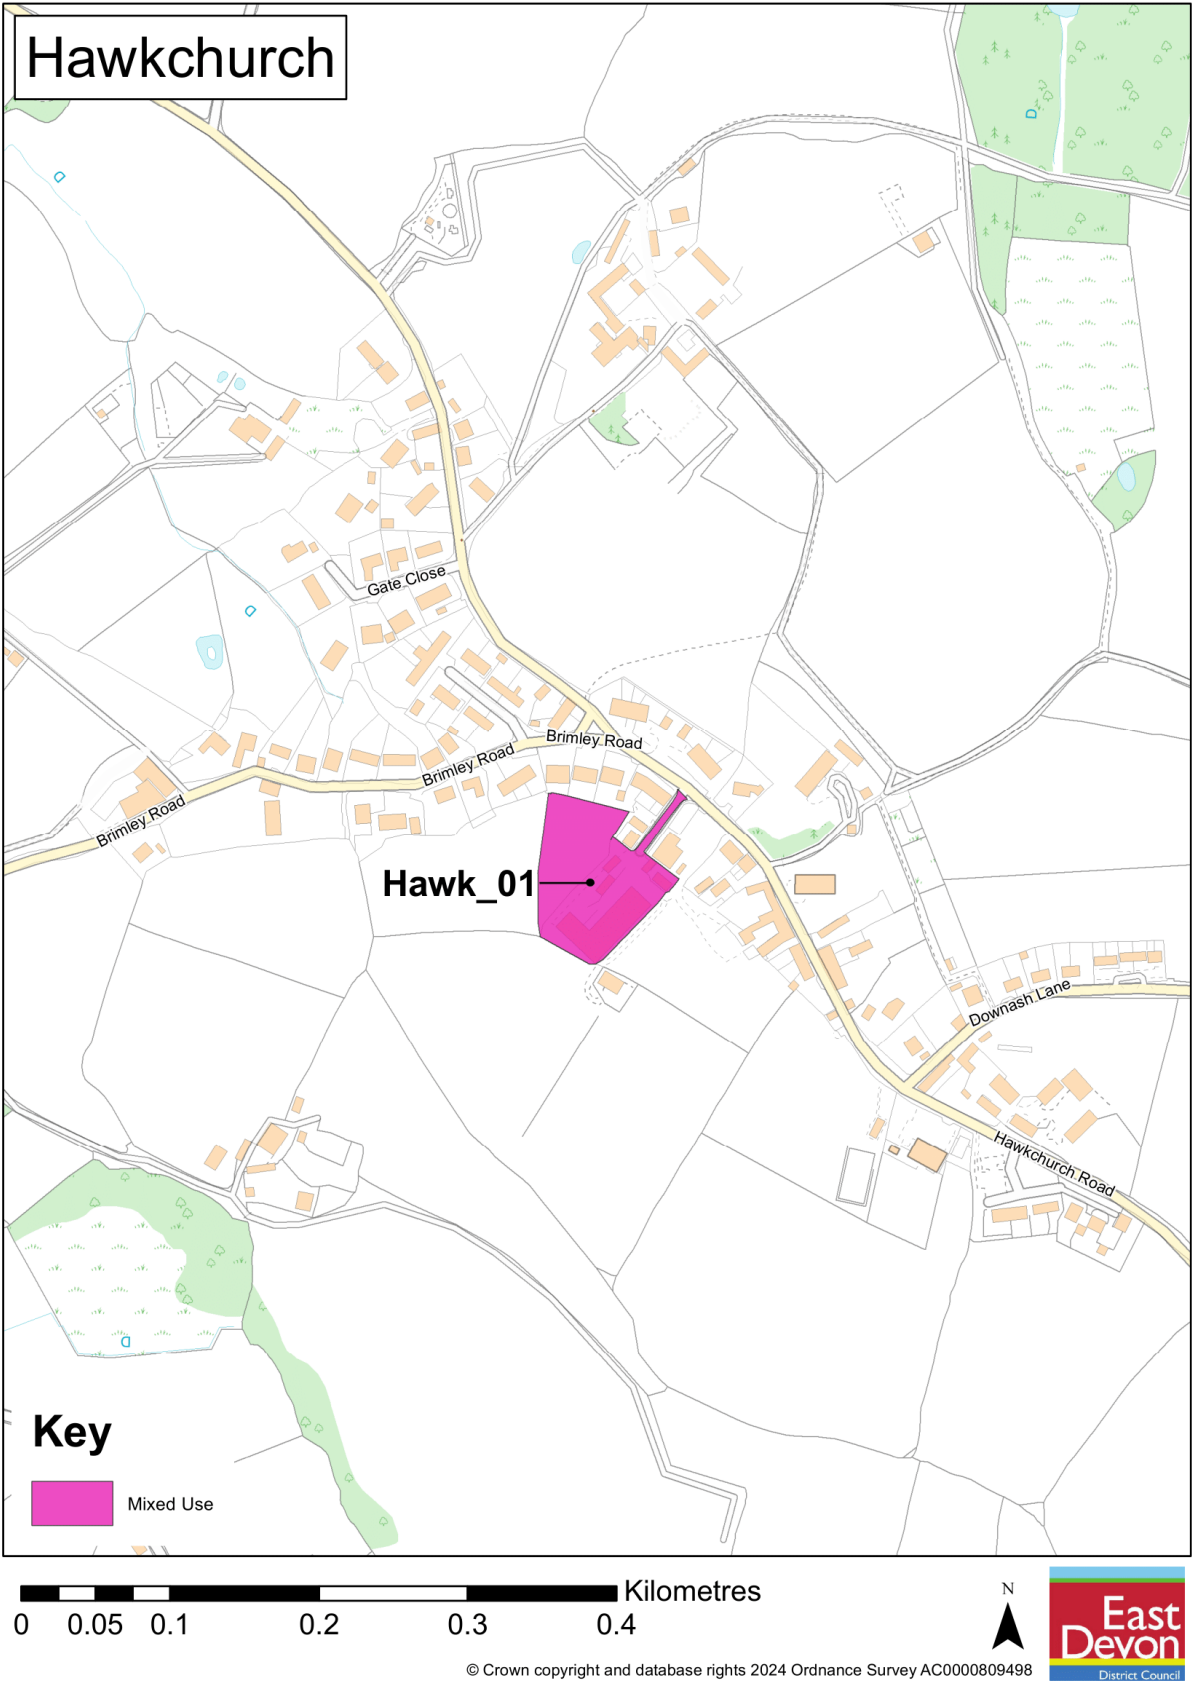 Hawkchurch
Gate Close
Brimley Road
Brimley Road
Brimley Road
Hawk_01
Downash Lane
Hawkchurch Road
Key
Mixed Use
Kilometres
0 0.05 0.1 0.2 0.3 0.4
N
East
Devon
District Council
© Crown copyright and database rights 2024 Ordnance Survey AC0000809498